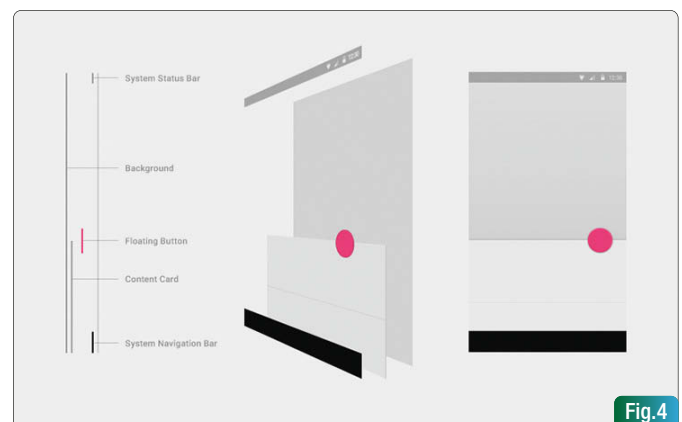 System Status Bar
Background
Floating Button
Content Card
System Navigation Bar
Fig.4